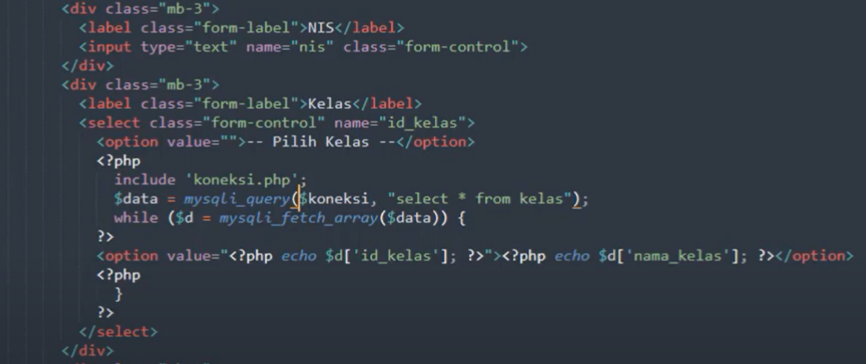 <div class="mb-3">
<label class="form-label">NIS</label>
<input type="text" name="nis" class="form-control">
</div>
<div class="mb-3">
<label class="form-label">Kelas</label>
<select class="form-control" name="id_kelas">
<option value="">-- Pilih Kelas --</option>
<?php
include 'koneksi.php';
$data = mysqli_query($koneksi, "select * from kelas");
while ($d = mysqli_fetch_array($data)) {
?>
<option value="<?php echo $d['id_kelas']; ?>"><?php echo $d['nama_kelas']; ?></option>
<?php
}
?>
</select>
</div>